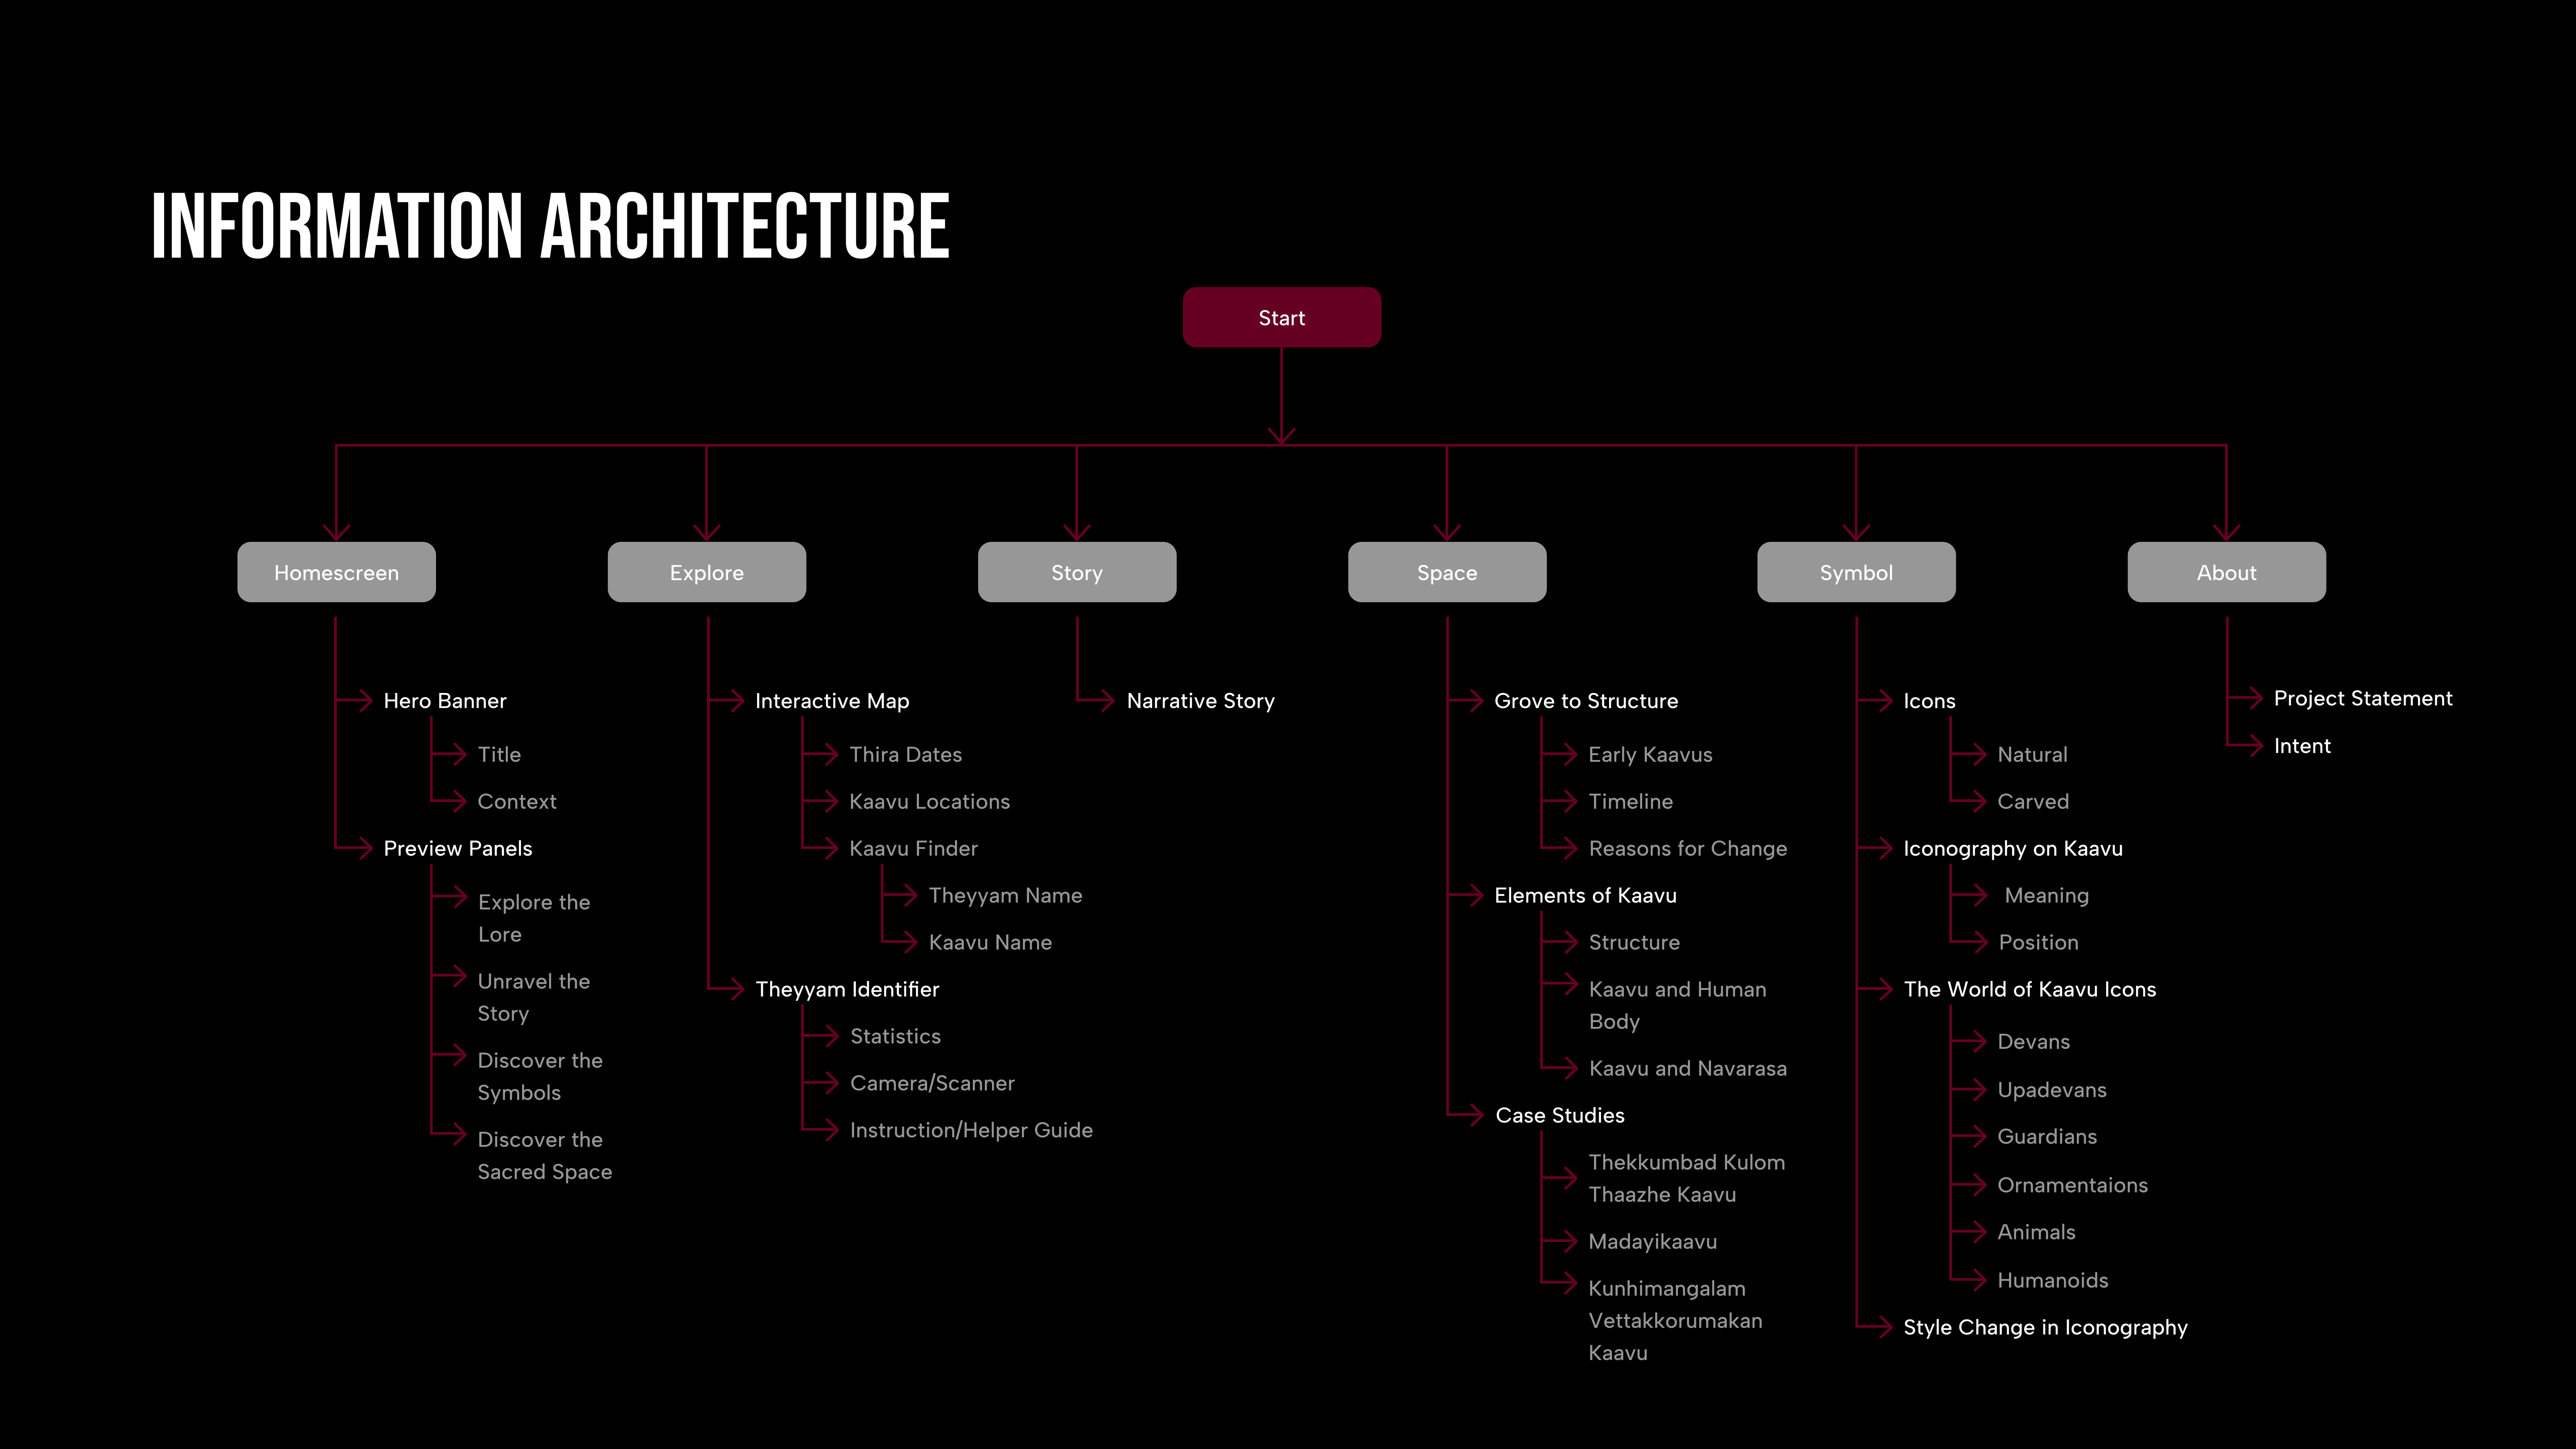 INFORMATION ARCHITECTURE
Start
Homescreen
Explore
Story
Space
Symbol
About
Hero Banner
Title
Context
Preview Panels
Explore the
Lore
Unravel the
Story
Discover the
Symbols
Discover the
Sacred Space
Interactive Map
Thira Dates
Kaavu Locations
Kaavu Finder
Theyyam Name
Kaavu Name
Theyyam Identifier
Statistics
Camera/Scanner
Instruction/Helper Guide
Narrative Story
Grove to Structure
Early Kaavus
Timeline
Reasons for Change
Elements of Kaavu
Structure
Kaavu and Human
Body
Kaavu and Navarasa
Case Studies
Thekkumbad Kulom
Thaazhe Kaavu
Madayikaavu
Kunhimangalam
Vettakkorumakan
Kaavu
Icons
Natural
Carved
Iconography on Kaavu
Meaning
Position
The World of Kaavu Icons
Devans
Upadevans
Guardians
Ornamentaions
Animals
Humanoids
Style Change in Iconography
Project Statement
Intent